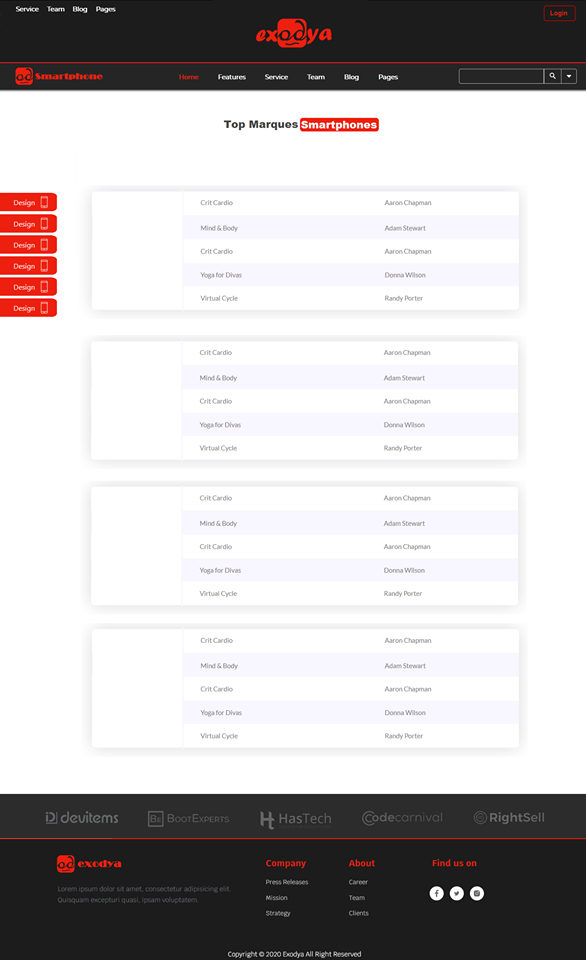 Service Team Blog Pages
Login
exodya
Smartphone
Home Features Service Team Blog Pages
Top Marques Smartphones
Design
Design
Design
Design
Design
Design
Crit Cardio Aaron Chapman
Mind & Body Adam Stewart
Crit Cardio Aaron Chapman
Yoga for Divas Donna Wilson
Virtual Cycle Randy Porter
Crit Cardio Aaron Chapman
Mind & Body Adam Stewart
Crit Cardio Aaron Chapman
Yoga for Divas Donna Wilson
Virtual Cycle Randy Porter
Crit Cardio Aaron Chapman
Mind & Body Adam Stewart
Crit Cardio Aaron Chapman
Yoga for Divas Donna Wilson
Virtual Cycle Randy Porter
Crit Cardio Aaron Chapman
Mind & Body Adam Stewart
Crit Cardio Aaron Chapman
Yoga for Divas Donna Wilson
Virtual Cycle Randy Porter
devitems BE BOOTEXPERTS HasTech Codecarnival RightSell
exodya
Lorem ipsum dolor sit amet, consectetur adipisicing elit.
Quisquam excepturi quasi, ipsam voluptatem.
Company
Press Releases
Mission
Strategy
About
Career
Team
Clients
Find us on
Copyright © 2020 Exodya All Right Reserved